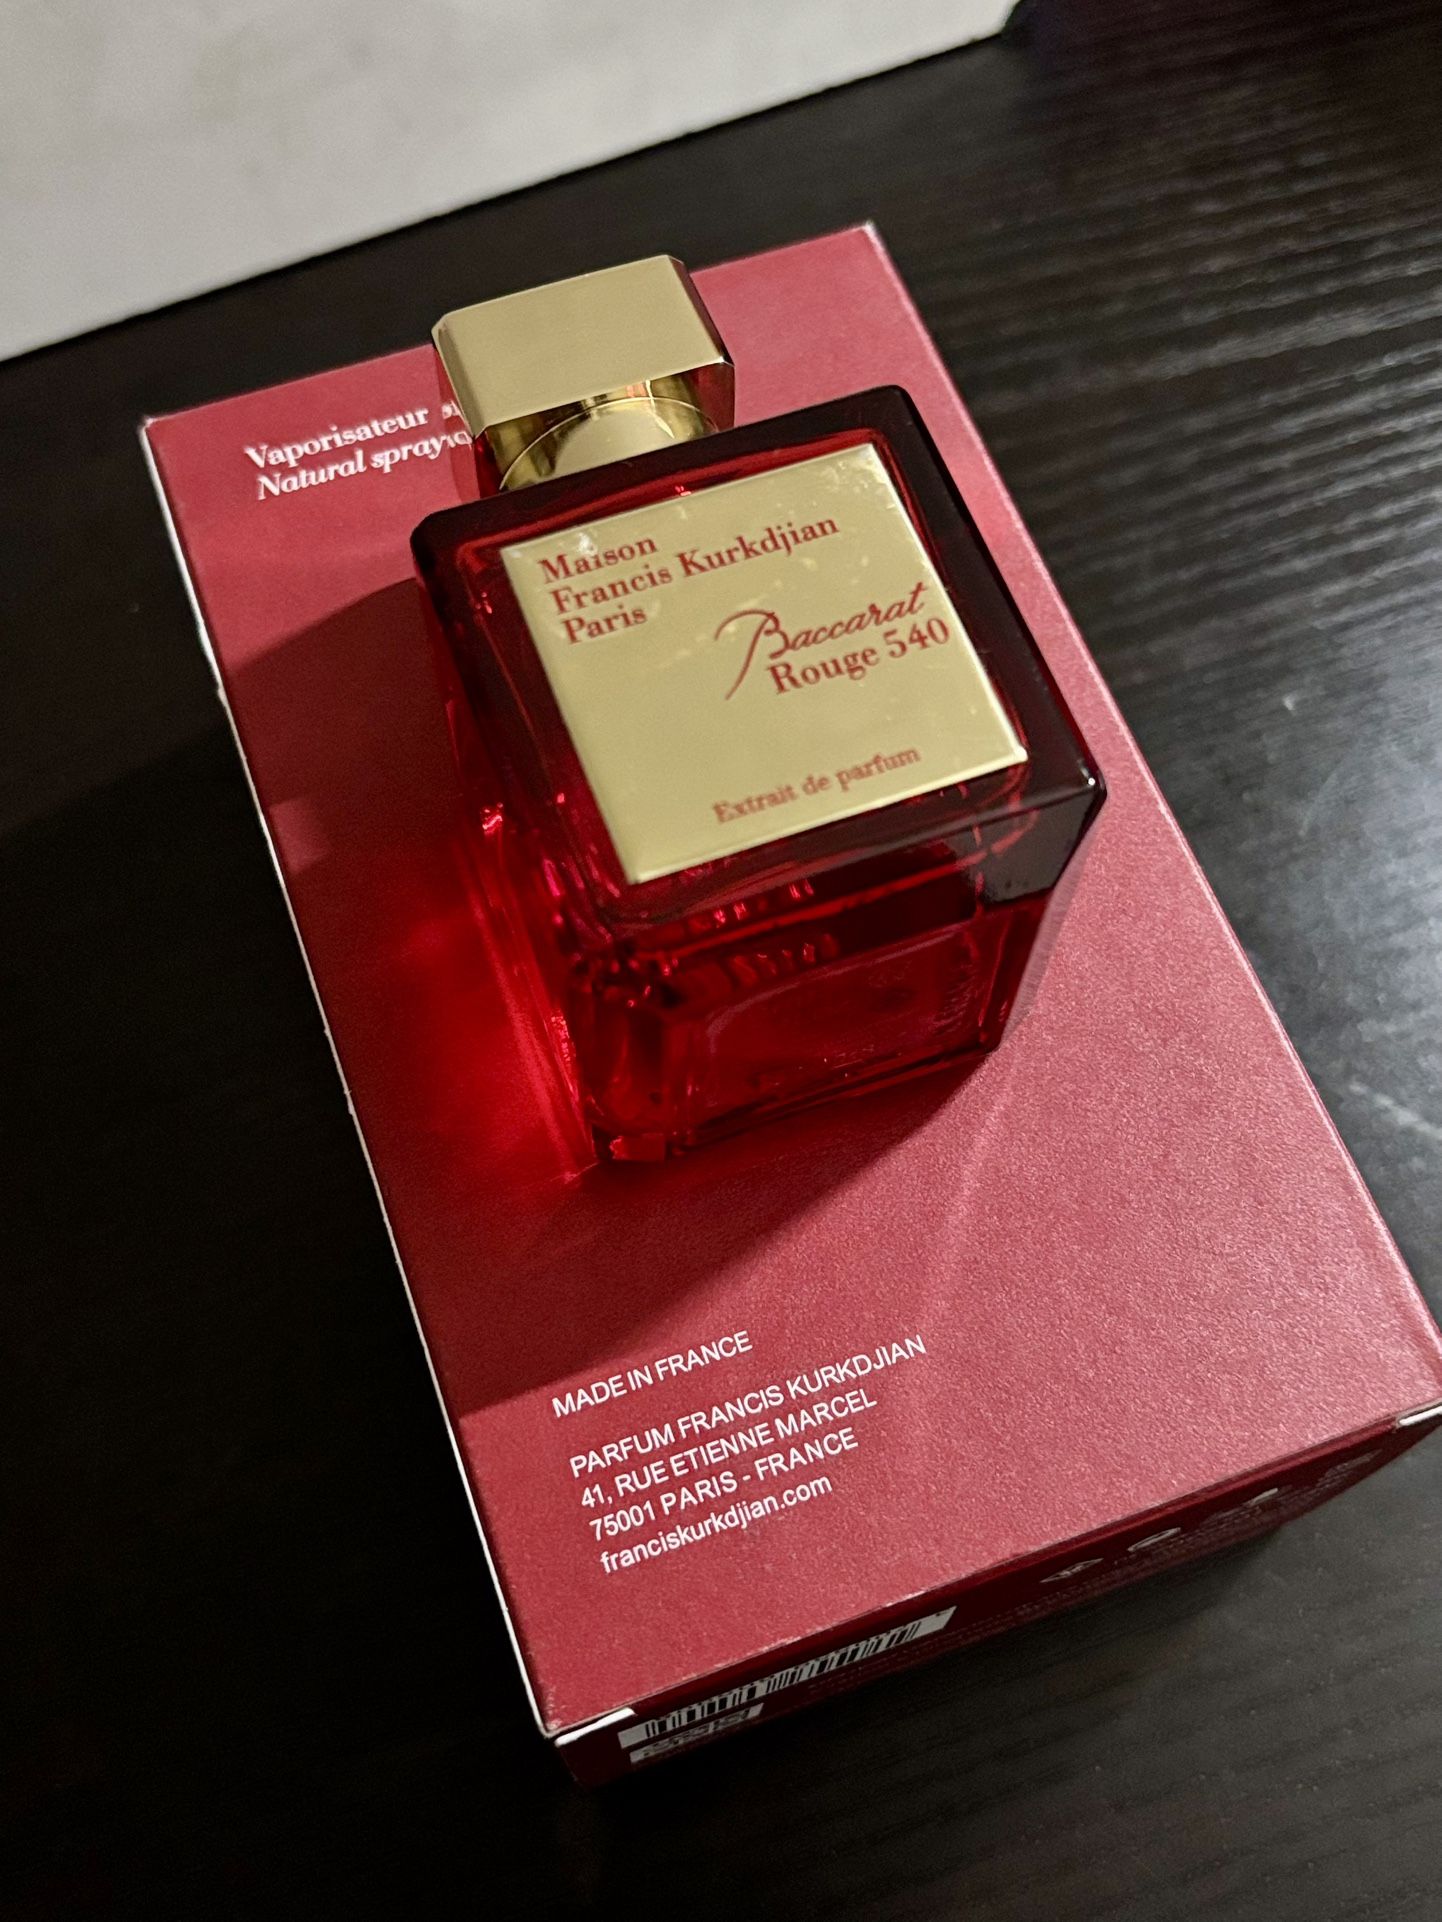 Vaporisateur
Natural spray
Maison
Francis Kurkdjian
Paris
Baccarat
Rouge 540
Extrait de parfum
MADE IN FRANCE
PARFUM FRANCIS KURKDJIAN
41, RUE ETIENNE MARCEL
75001 PARIS - FRANCE
franciskurkdjian.com